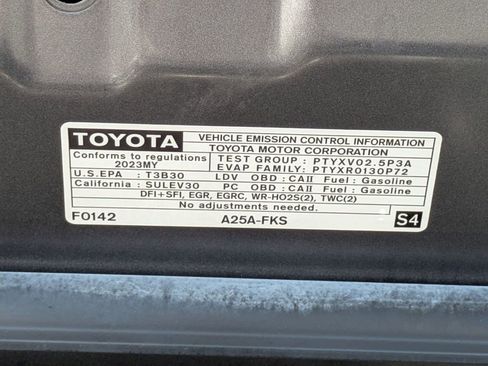 TOYOTA VEHICLE EMISSION CONTROL INFORMATION
TOYOTA MOTOR CORPORATION
Conforms to regulations
2023MY
TEST GROUP : PTYXV02.5P3A
EVAP FAMILY: PTYXR0130P72
U.S.EPA : T3B30 LDV OBD : CAII Fuel : Gasoline
California : SULEV30 PC OBD : CAII Fuel : Gasoline
DFI+SFI, EGR, EGRC, WR-HO2S(2), TWC(2)
No adjustments needed.
F0142 A25A-FKS S4